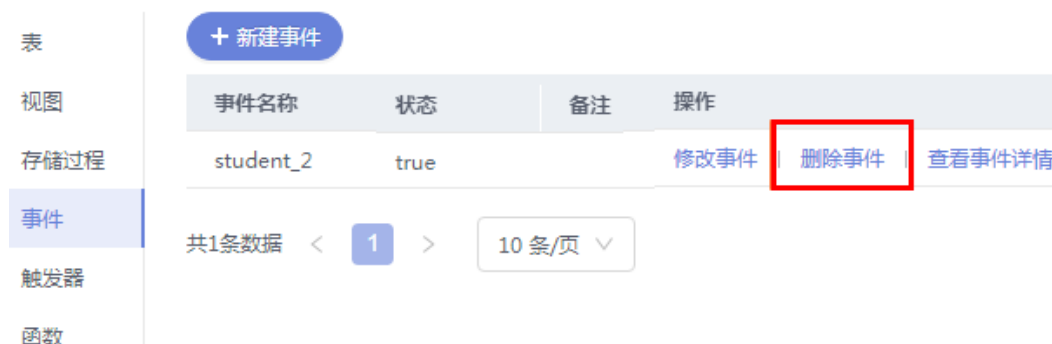 表
视图
存储过程
事件
触发器
函数
+ 新建事件
事件名称 状态 备注 操作
student_2 true 修改事件 | 删除事件 | 查看事件详情
共1条数据 < 1 > 10 条/页